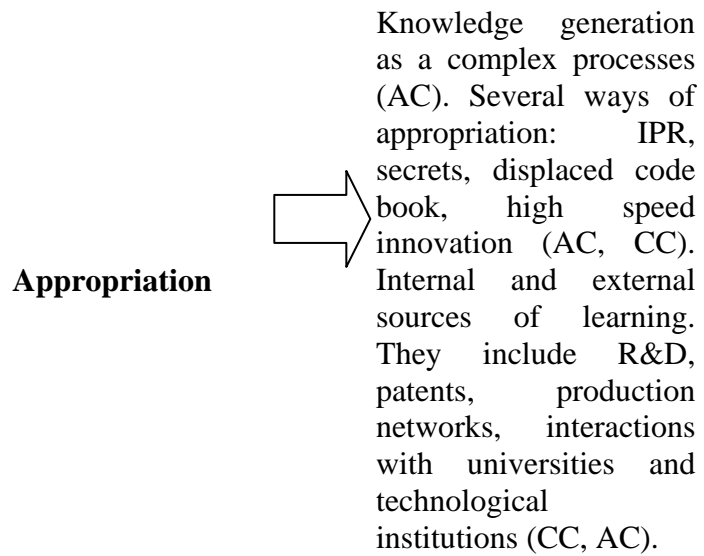 Knowledge generation
as a complex processes
(AC). Several ways of
appropriation: IPR,
secrets, displaced code
book, high speed
innovation (AC, CC).
Appropriation
Internal and external
sources of learning.
They include R&D,
patents, production
networks, interactions
with universities and
technological
institutions (CC, AC).